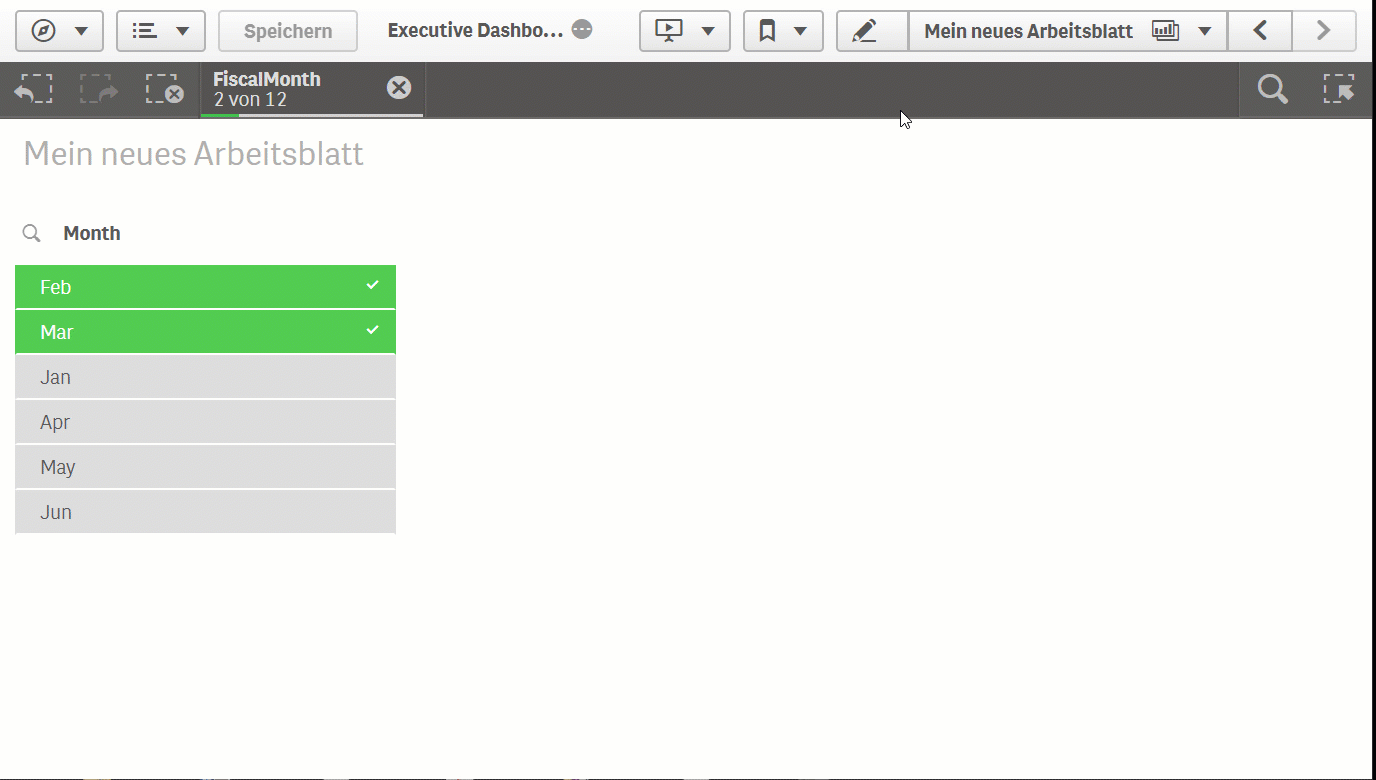 Speichern
Executive Dashbo...
Mein neues Arbeitsblatt
FiscalMonth
2 von 12
Mein neues Arbeitsblatt
Month
Feb
Mar
Jan
Apr
May
Jun